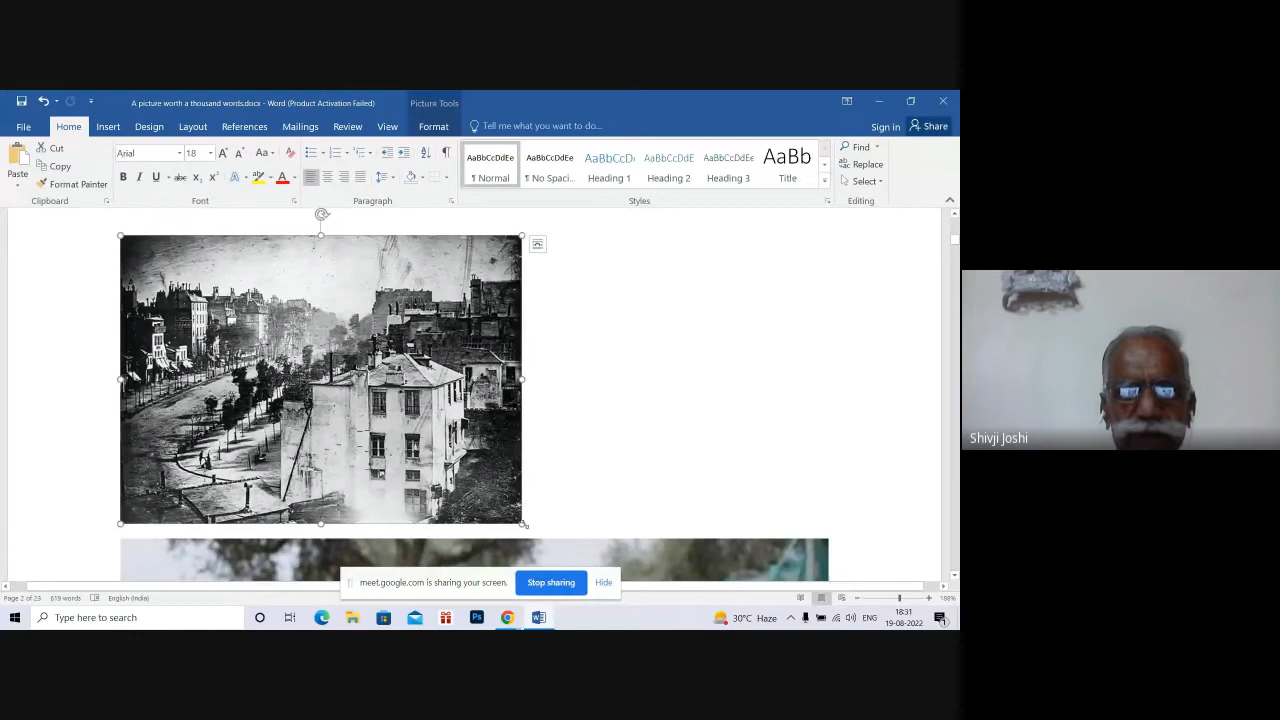 A picture worth a thousand words.docx - Word (Product Activation Failed)
Picture Tools
File
Home
Insert
Design
Layout
References
Mailings
Review
View
Format
Tell me what you want to do...
Sign in
Share
Paste
Cut
Copy
Format Painter
Clipboard
Arial
18
Font
Paragraph
AaBbCcDdEe
¶ Normal
AaBbCcDdEe
¶ No Spaci...
AaBbCcDı
Heading 1
AaBbCcDdE
Heading 2
AaBbCcDdEe
Heading 3
AaBb
Title
Styles
Find
Replace
Select
Editing
meet.google.com is sharing your screen.
Stop sharing
Hide
Page 2 of 23
619 words
English (India)
188%
Type here to search
30°C Haze
ENG
18:31
19-08-2022
Shivji Joshi